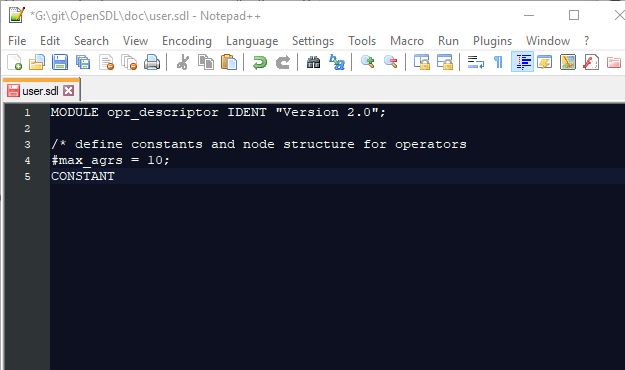 *G:\git\OpenSDL\doc\user.sdl - Notepad++
File Edit Search View Encoding Language Settings Tools Macro Run Plugins Window ?
user.sdl
1 MODULE opr_descriptor IDENT "Version 2.0";
2
3 /* define constants and node structure for operators
4 #max_agrs = 10;
5 CONSTANT